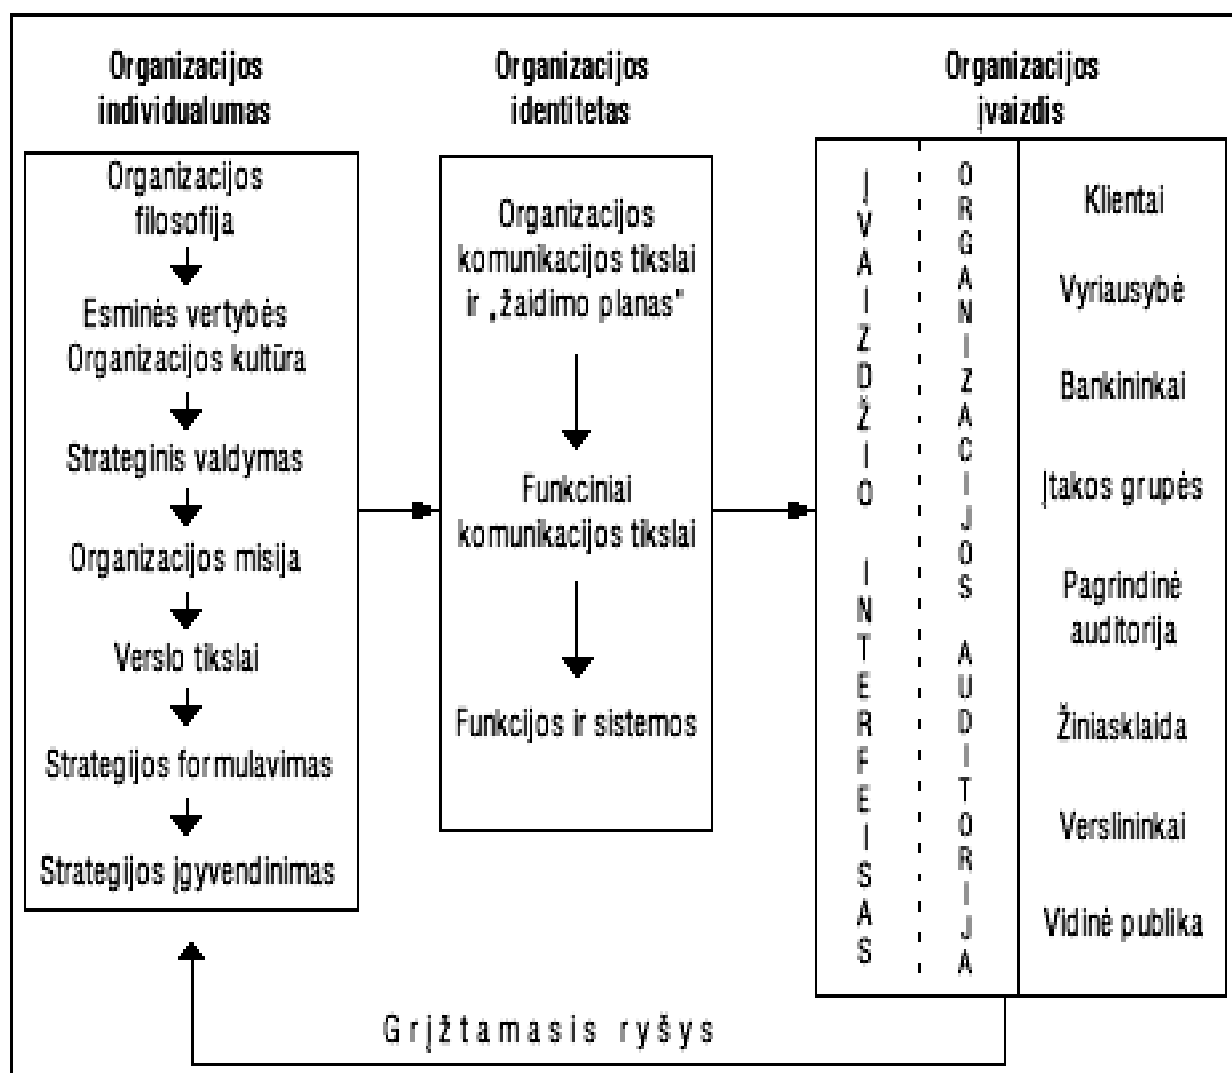 Organizacijos
individualumas
Organizacijos
filosofija
Esminės vertybės
Organizacijos kultūra
Strateginis valdymas
Organizacijos misija
Verslo tikslai
Strategijos formulavimas
Strategijos įgyvendinimas
Organizacijos
identitetas
Organizacijos
komunikacijos tikslai
ir „žaidimo planas“
Funkciniai
komunikacijos tikslai
Funkcijos ir sistemos
Organizacijos
įvaizdis
ĮVAIZDŽIO INTERFEISAS
ORGANIZACIJOS AUDITORIJA
Klientai
Vyriausybė
Bankininkai
Įtakos grupės
Pagrindinė
auditorija
Žiniasklaida
Verslininkai
Vidinė publika
Grįžtamasis ryšys